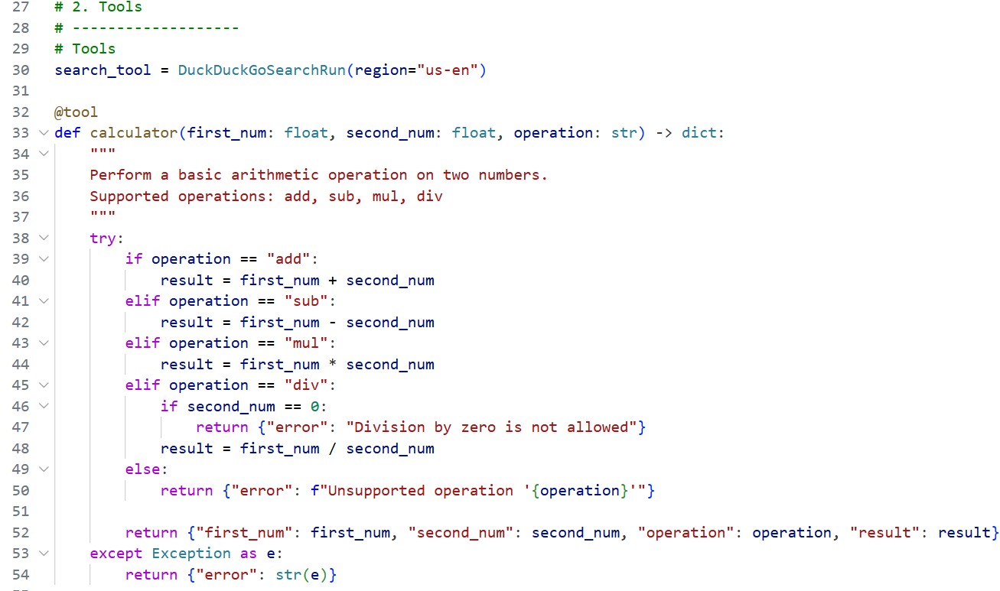 27 # 2. Tools
28 # -------------------
29 # Tools
30 search_tool = DuckDuckGoSearchRun(region="us-en")
31
32 @tool
33 def calculator(first_num: float, second_num: float, operation: str) -> dict:
34     """
35     Perform a basic arithmetic operation on two numbers.
36     Supported operations: add, sub, mul, div
37     """
38     try:
39         if operation == "add":
40             result = first_num + second_num
41         elif operation == "sub":
42             result = first_num - second_num
43         elif operation == "mul":
44             result = first_num * second_num
45         elif operation == "div":
46             if second_num == 0:
47                 return {"error": "Division by zero is not allowed"}
48             result = first_num / second_num
49         else:
50             return {"error": f"Unsupported operation '{operation}'"}
51
52         return {"first_num": first_num, "second_num": second_num, "operation": operation, "result": result}
53     except Exception as e:
54         return {"error": str(e)}